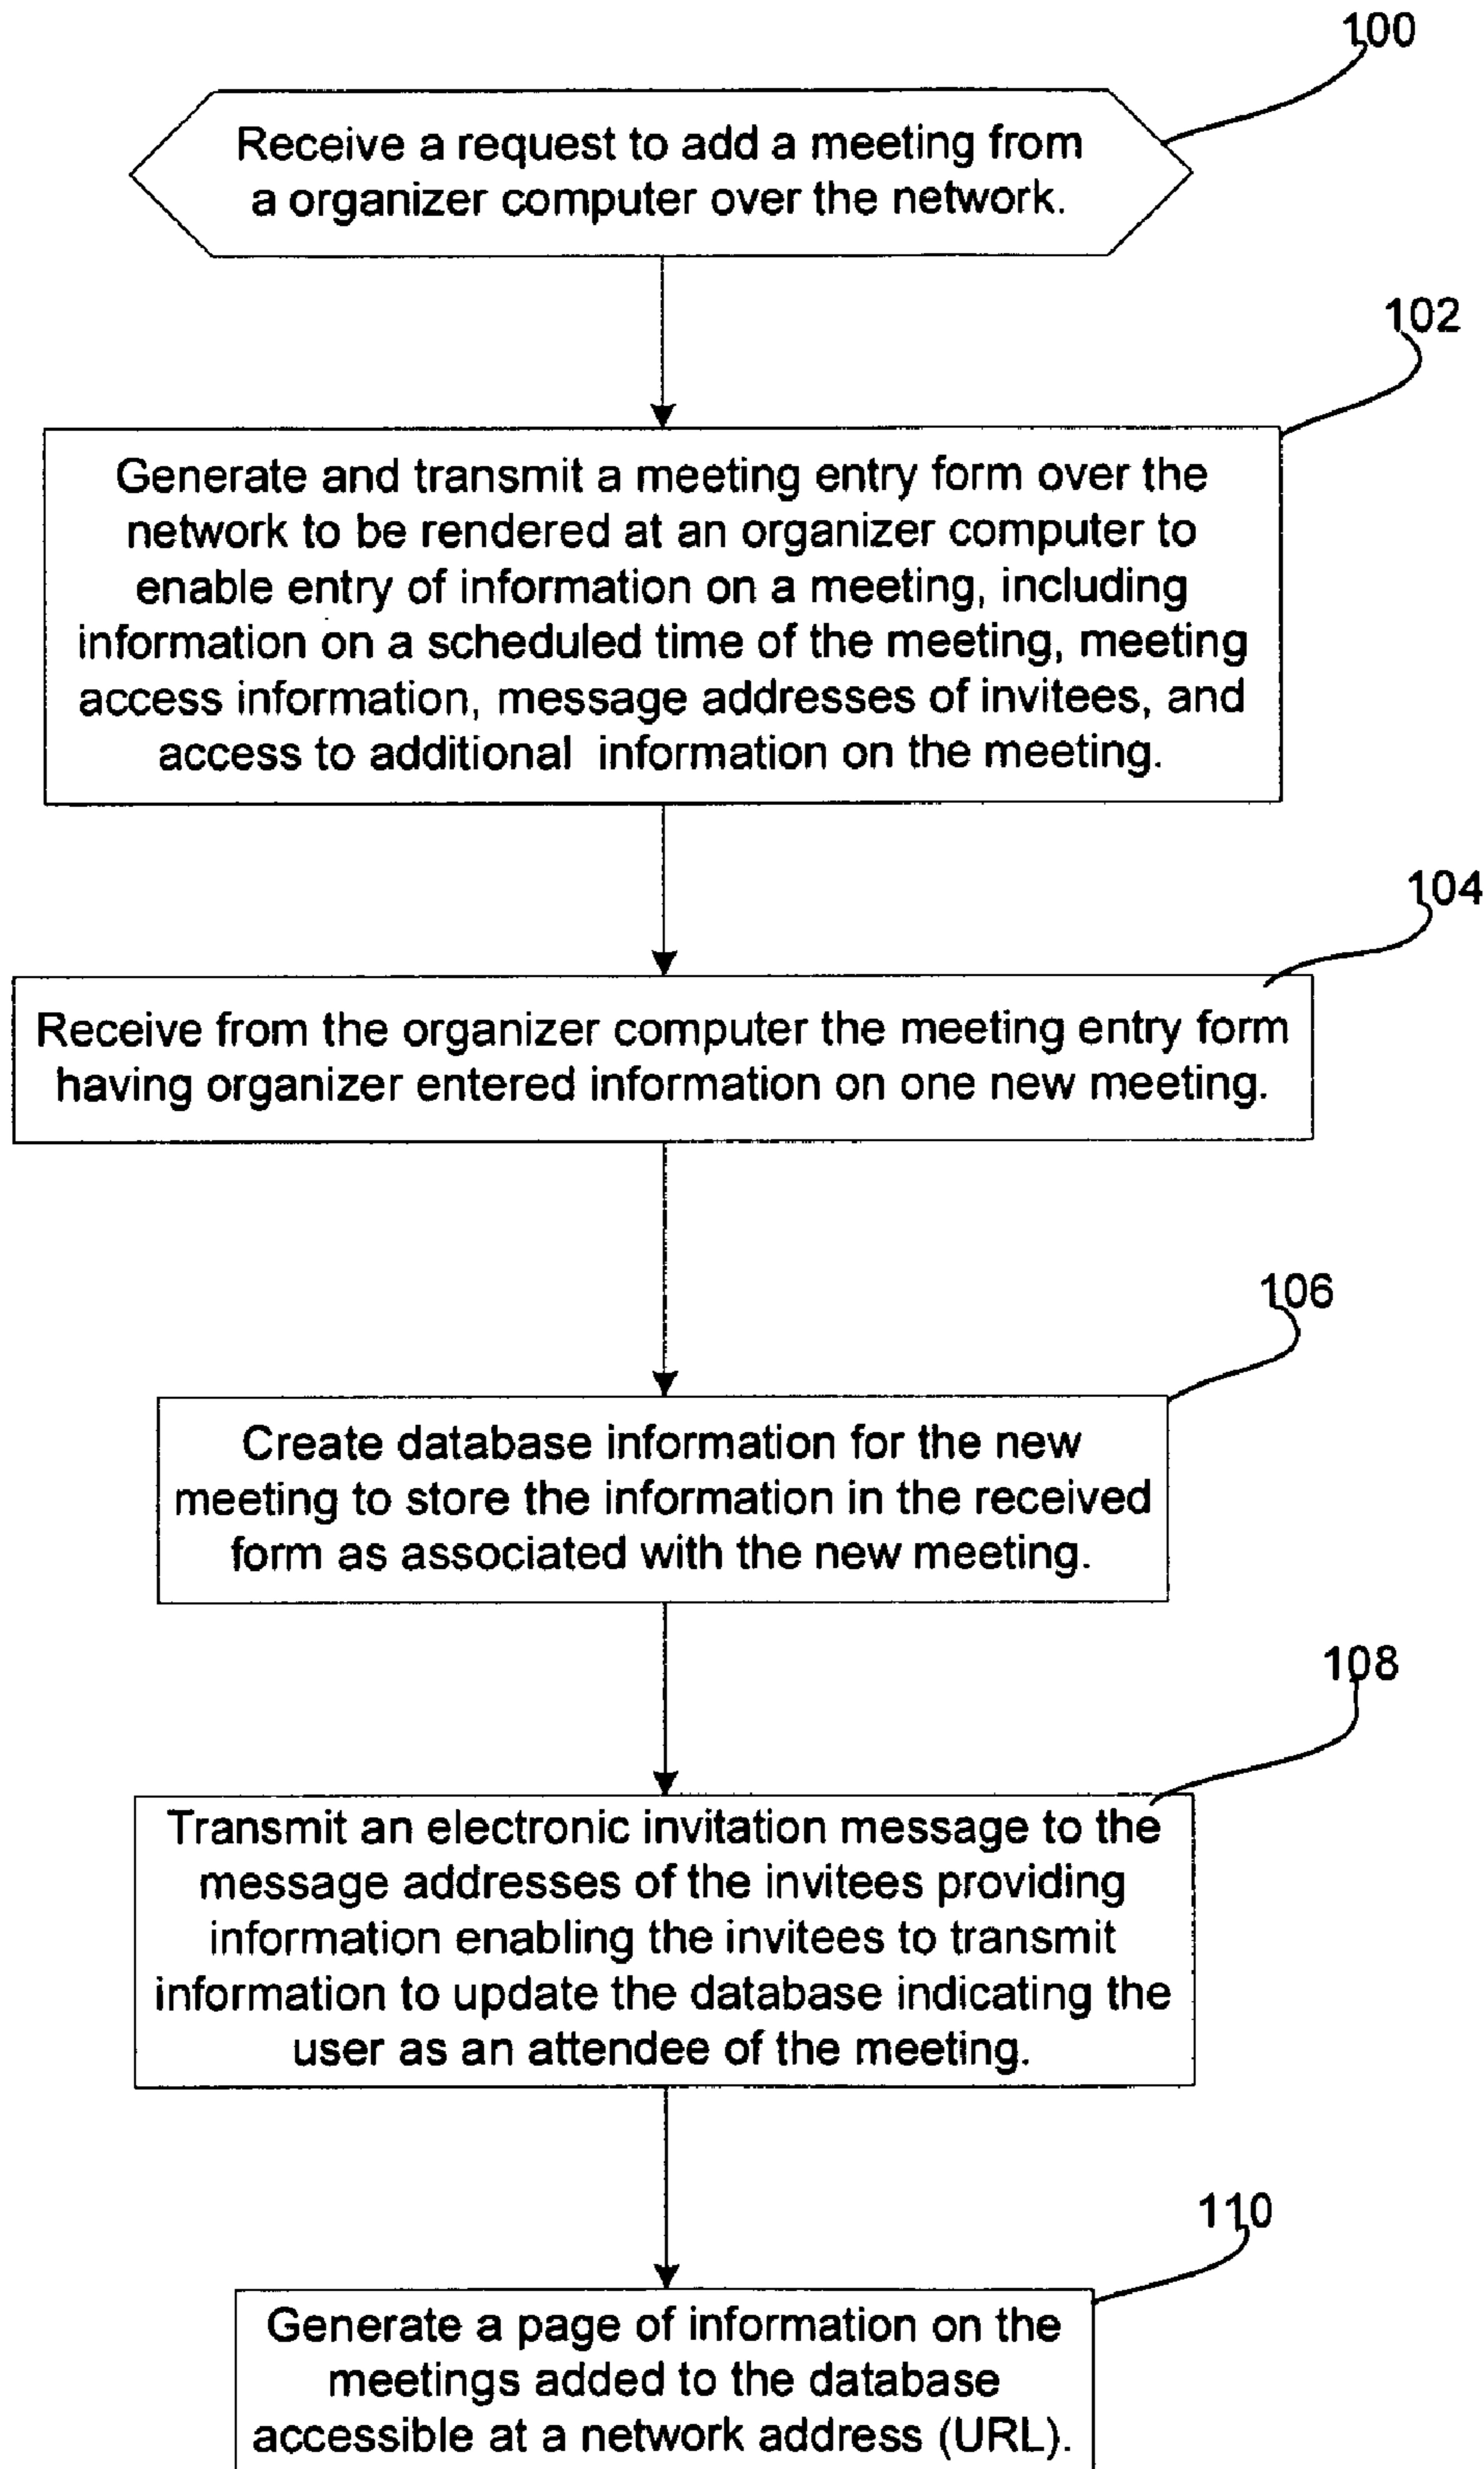 100
Receive a request to add a meeting from
a organizer computer over the network.
102
Generate and transmit a meeting entry form over the
network to be rendered at an organizer computer to
enable entry of information on a meeting, including
information on a scheduled time of the meeting, meeting
access information, message addresses of invitees, and
access to additional information on the meeting.
104
Receive from the organizer computer the meeting entry form
having organizer entered information on one new meeting.
106
Create database information for the new
meeting to store the information in the received
form as associated with the new meeting.
108
Transmit an electronic invitation message to the
message addresses of the invitees providing
information enabling the invitees to transmit
information to update the database indicating the
user as an attendee of the meeting.
110
Generate a page of information on the
meetings added to the database
accessible at a network address (URL).